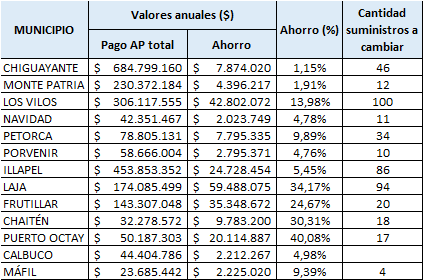 MUNICIPIO Valores anuales ($) Ahorro (%) Cantidad suministros a cambiar
Pago AP total Ahorro
CHIGUAYANTE $ 684.799.160 $ 7.874.020 1,15% 46
MONTE PATRIA $ 230.372.184 $ 4.396.217 1,91% 12
LOS VILOS $ 306.117.555 $ 42.802.072 13,98% 100
NAVIDAD $ 42.351.467 $ 2.023.749 4,78% 11
PETORCA $ 78.805.131 $ 7.795.335 9,89% 34
PORVENIR $ 58.666.004 $ 2.795.371 4,76% 10
ILLAPEL $ 453.853.352 $ 24.728.454 5,45% 86
LAJA $ 174.085.499 $ 59.488.075 34,17% 94
FRUTILLAR $ 143.307.048 $ 35.348.672 24,67% 20
CHAITÉN $ 32.278.572 $ 9.783.200 30,31% 18
PUERTO OCTAY $ 50.187.303 $ 20.114.887 40,08% 17
CALBUCO $ 44.404.786 $ 2.212.267 4,98%
MÁFIL $ 23.685.442 $ 2.225.020 9,39% 4